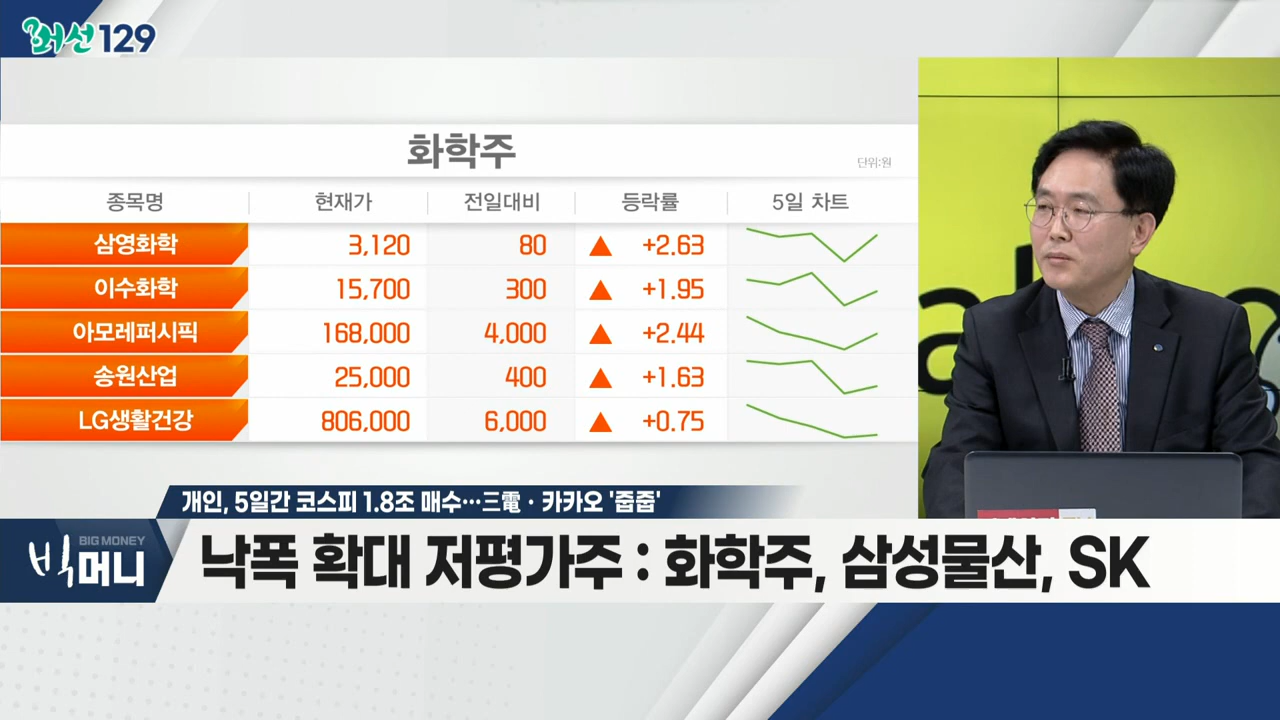 머선129
화학주
단위:원
종목명 현재가 전일대비 등락률 5일 차트
삼영화학 3,120 80 ▲ +2.63
이수화학 15,700 300 ▲ +1.95
아모레퍼시픽 168,000 4,000 ▲ +2.44
송원산업 25,000 400 ▲ +1.63
LG생활건강 806,000 6,000 ▲ +0.75
개인, 5일간 코스피 1.8조 매수…三電·카카오 '줍줍'
BIG MONEY
빅머니
낙폭 확대 저평가주 : 화학주, 삼성물산, SK